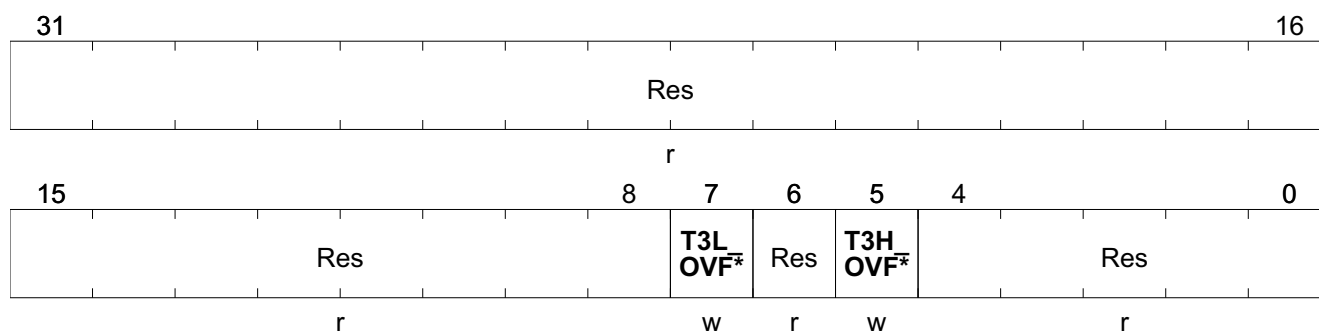 31 16
Res
r
15 8 7 6 5 4 0
Res T3L_ OVF* Res T3H_ OVF* Res
r w r w r